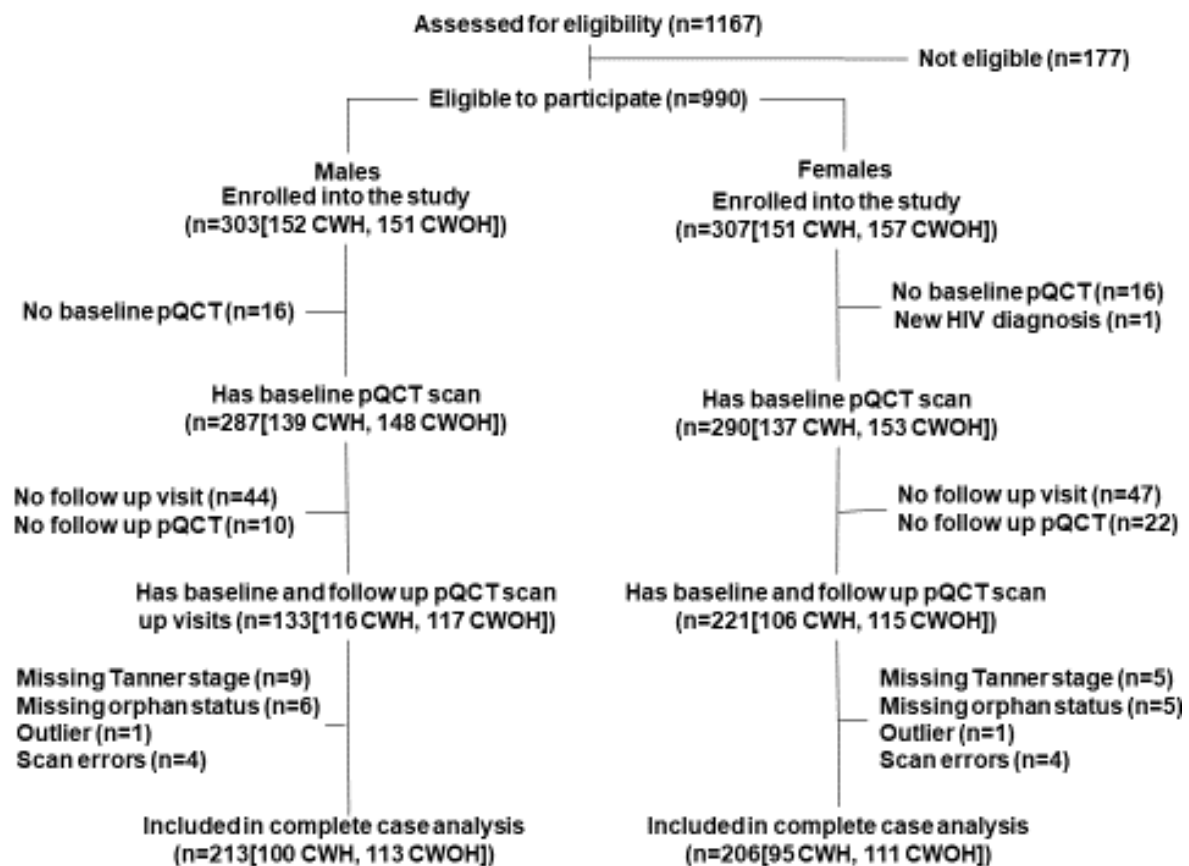 Assessed for eligibility (n=1167)
Not eligible (n=177)
Eligible to participate (n=990)
Males
Enrolled into the study
(n=303[152 CWH, 151 CWOH])
Females
Enrolled into the study
(n=307[151 CWH, 157 CWOH])
No baseline pQCT (n=16)
No baseline pQCT (n=16)
New HIV diagnosis (n=1)
Has baseline pQCT scan
(n=287[139 CWH, 148 CWOH])
Has baseline pQCT scan
(n=290[137 CWH, 153 CWOH])
No follow up visit (n=44)
No follow up pQCT (n=10)
No follow up visit (n=47)
No follow up pQCT (n=22)
Has baseline and follow up pQCT scan
up visits (n=133[116 CWH, 117 CWOH])
Has baseline and follow up pQCT scan
(n=221[106 CWH, 115 CWOH])
Missing Tanner stage (n=9)
Missing orphan status (n=6)
Outlier (n=1)
Scan errors (n=4)
Missing Tanner stage (n=5)
Missing orphan status (n=5)
Outlier (n=1)
Scan errors (n=4)
Included in complete case analysis
(n=213[100 CWH, 113 CWOH])
Included in complete case analysis
(n=206[95 CWH, 111 CWOH])